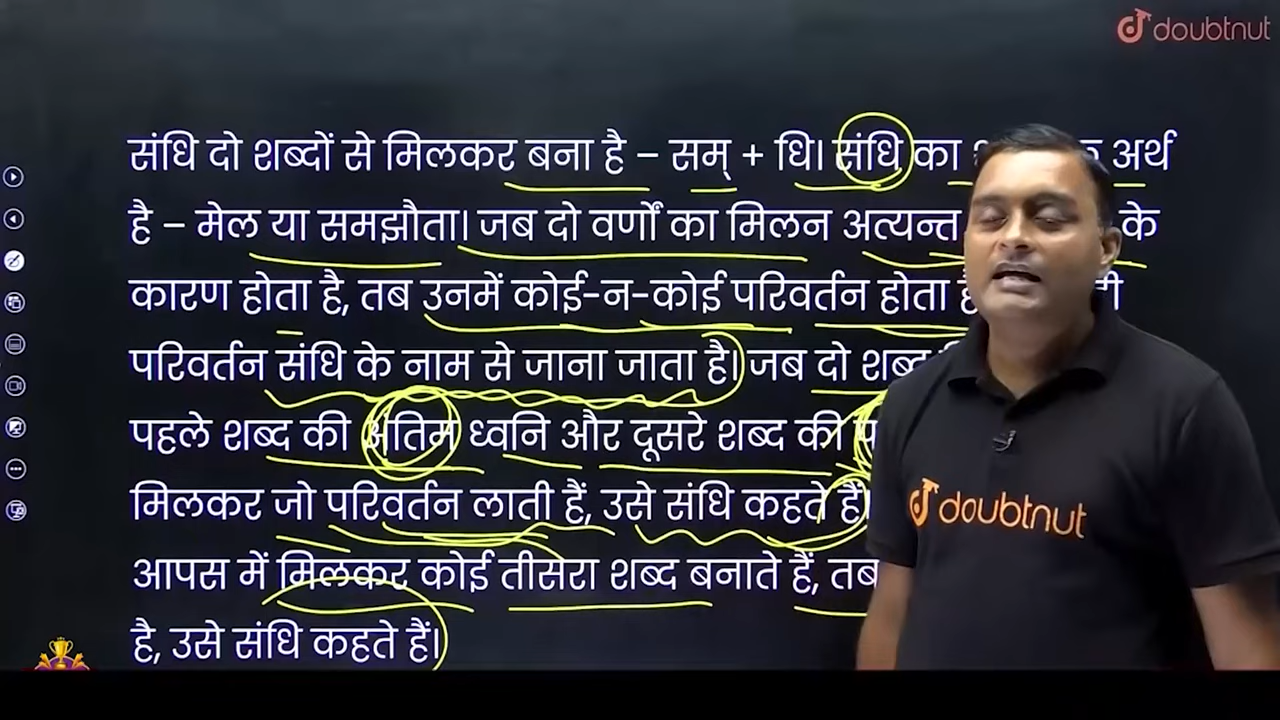 doubtnut
संधि दो शब्दों से मिलकर बना है – सम् + धि। संधि का अर्थ
है – मेल या समझौता। जब दो वर्णों का मिलन अत्यन्त के
कारण होता है, तब उनमें कोई-न-कोई परिवर्तन होता
परिवर्तन संधि के नाम से जाना जाता है। जब दो शब्द
पहले शब्द की अंतिम ध्वनि और दूसरे शब्द की
मिलकर जो परिवर्तन लाती हैं, उसे संधि कहते हैं।
आपस में मिलकर कोई तीसरा शब्द बनाते हैं, तब
है, उसे संधि कहते हैं।
doubtnut